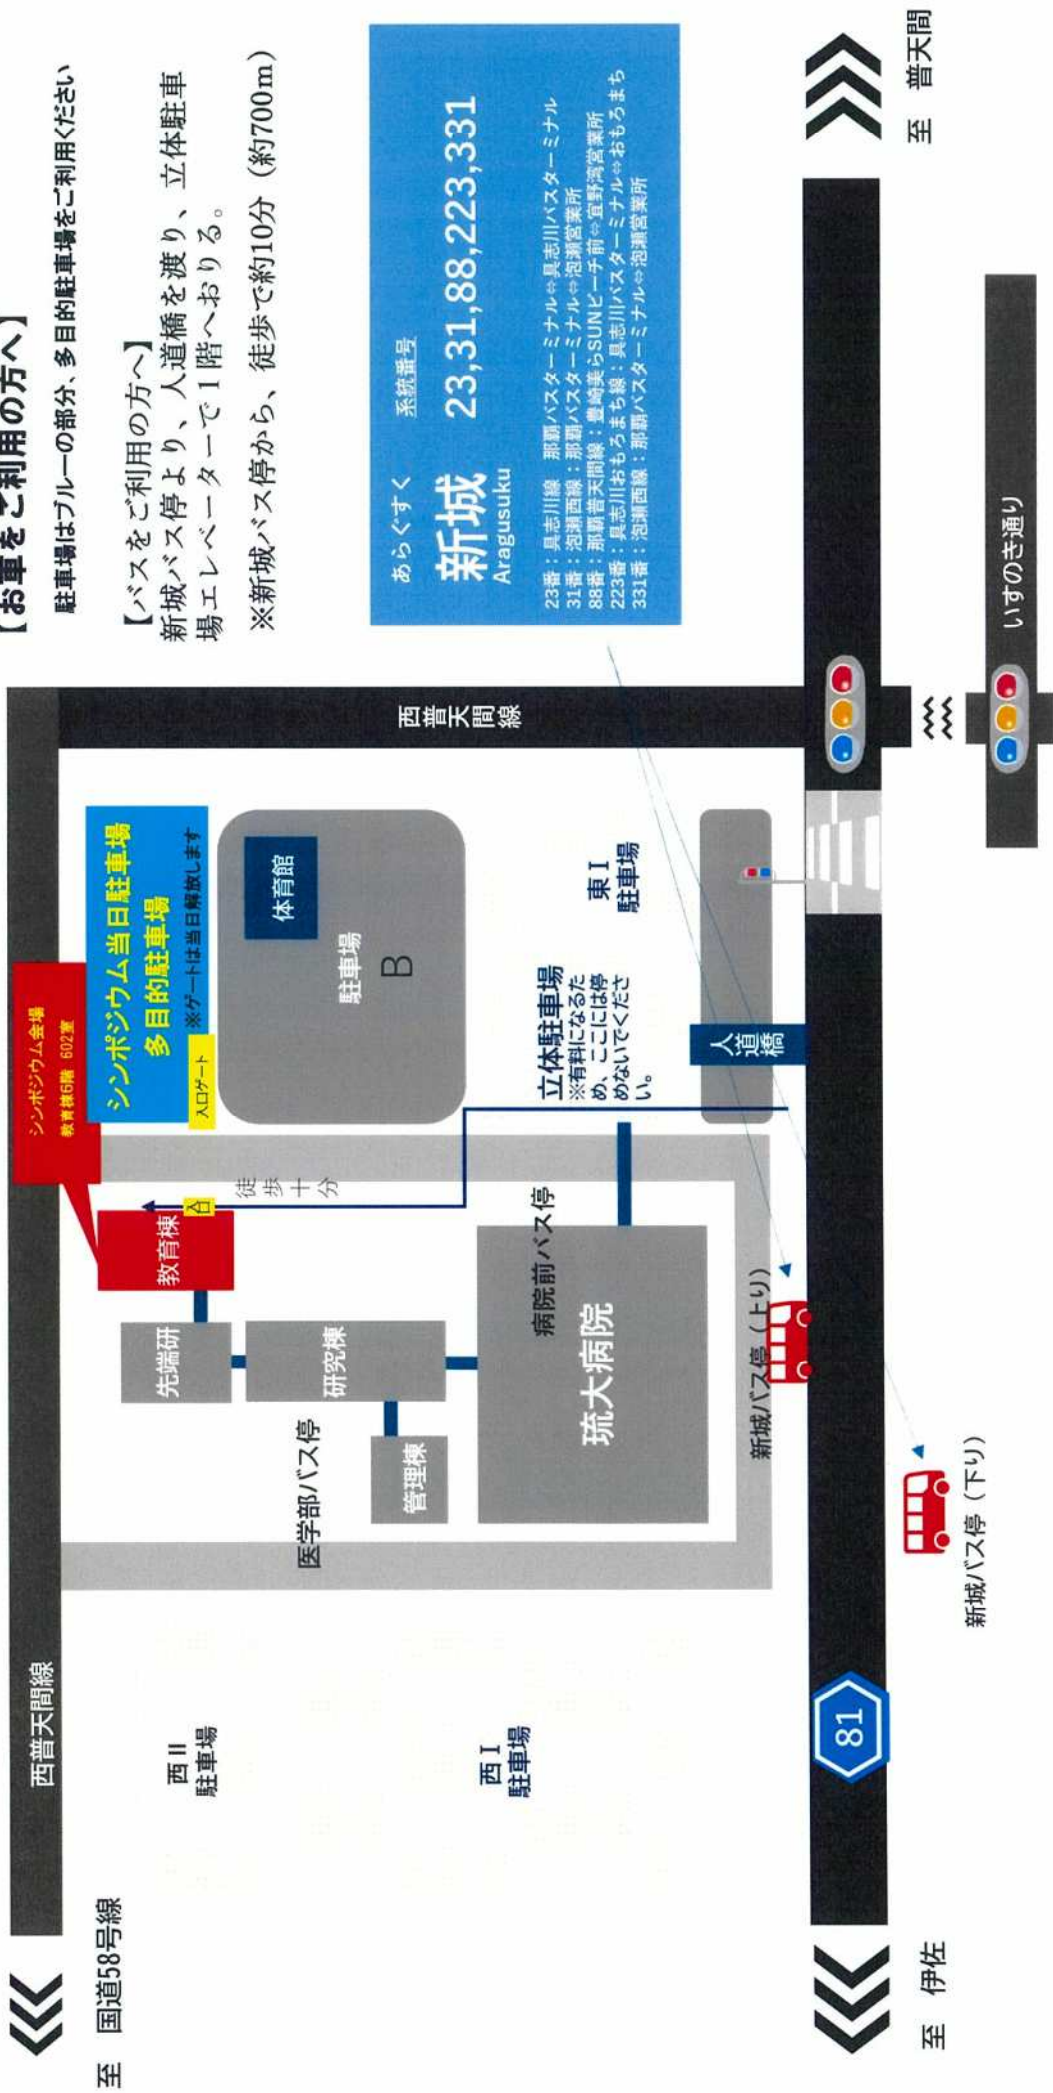 【お車をご利用の方へ】
駐車場はブルーの部分、多目的駐車場をご利用ください
【バスをご利用の方へ】
新城バス停より、人道橋を渡り、立体駐車
場エレベーターで1階へおりる。
※新城バス停から、徒歩で約10分（約700m）
あらぐすく 系統番号
新城 23,31,88,223,331
Aragusuku
23番：具志川線 那覇バスターミナル⇔具志川バスターミナル
31番：泡瀬西線：那覇バスターミナル⇔泡瀬営業所
88番：那覇普天間線：豊崎美らSUNビーチ前⇔宜野湾営業所
223番：具志川おもろまち線：具志川バスターミナル⇔おもろまち
331番：泡瀬西線：那覇バスターミナル⇔泡瀬営業所
至 国道58号線
西普天間線
シンポジウム会場
教育棟6階 602室
シンポジウム当日駐車場
多目的駐車場
※ゲートは当日解放します
入口ゲート
西普天間線
体育館
駐車場
B
教育棟
入口
徒歩十分
先端研
研究棟
管理棟
医学部バス停
西Ⅱ
駐車場
西Ⅰ
駐車場
琉大病院
病院前バス停
立体駐車場
※有料になるた
め、ここには停
めないでくださ
い。
東Ⅰ
駐車場
人道橋
新城バス停（上り）
81
新城バス停（下り）
至 伊佐
至 普天間
いすのき通り